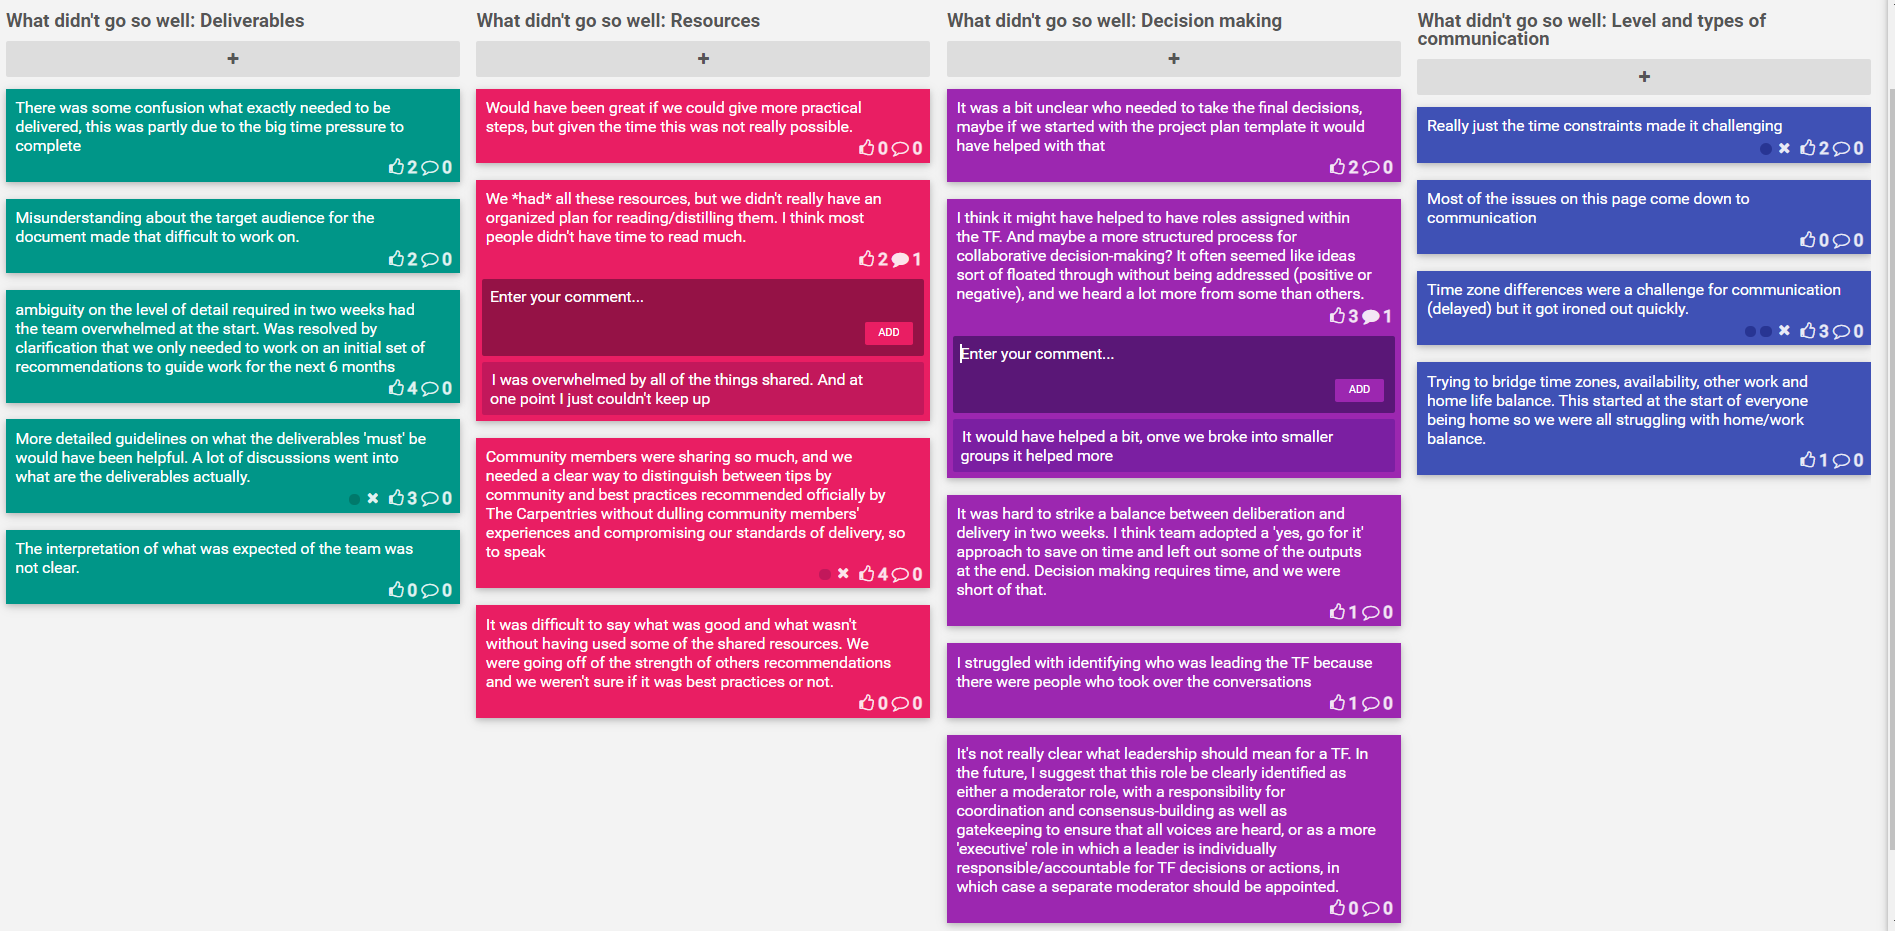 What didn't go so well: Deliverables
+
There was some confusion what exactly needed to be
delivered, this was partly due to the big time pressure to
complete
2 0
Misunderstanding about the target audience for the
document made that difficult to work on.
2 0
ambiguity on the level of detail required in two weeks had
the team overwhelmed at the start. Was resolved by
clarification that we only needed to work on an initial set of
recommendations to guide work for the next 6 months
4 0
More detailed guidelines on what the deliverables 'must' be
would have been helpful. A lot of discussions went into
what are the deliverables actually.
3 0
The interpretation of what was expected of the team was
not clear.
0 0
What didn't go so well: Resources
+
Would have been great if we could give more practical
steps, but given the time this was not really possible.
0 0
We *had* all these resources, but we didn't really have an
organized plan for reading/distilling them. I think most
people didn't have time to read much.
2 1
Enter your comment...
ADD
I was overwhelmed by all of the things shared. And at
one point I just couldn't keep up
Community members were sharing so much, and we
needed a clear way to distinguish between tips by
community and best practices recommended officially by
The Carpentries without dulling community members'
experiences and compromising our standards of delivery, so
to speak
4 0
It was difficult to say what was good and what wasn't
without having used some of the shared resources. We
were going off of the strength of others recommendations
and we weren't sure if it was best practices or not.
0 0
What didn't go so well: Decision making
+
It was a bit unclear who needed to take the final decisions,
maybe if we started with the project plan template it would
have helped with that
2 0
I think it might have helped to have roles assigned within
the TF. And maybe a more structured process for
collaborative decision-making? It often seemed like ideas
sort of floated through without being addressed (positive or
negative), and we heard a lot more from some than others.
3 1
Enter your comment...
ADD
It would have helped a bit, onve we broke into smaller
groups it helped more
It was hard to strike a balance between deliberation and
delivery in two weeks. I think team adopted a 'yes, go for it'
approach to save on time and left out some of the outputs
at the end. Decision making requires time, and we were
short of that.
1 0
I struggled with identifying who was leading the TF because
there were people who took over the conversations
1 0
It's not really clear what leadership should mean for a TF. In
the future, I suggest that this role be clearly identified as
either a moderator role, with a responsibility for
coordination and consensus-building as well as
gatekeeping to ensure that all voices are heard, or as a more
'executive' role in which a leader is individually
responsible/accountable for TF decisions or actions, in
which case a separate moderator should be appointed.
0 0
What didn't go so well: Level and types of
communication
+
Really just the time constraints made it challenging
2 0
Most of the issues on this page come down to
communication
0 0
Time zone differences were a challenge for communication
(delayed) but it got ironed out quickly.
3 0
Trying to bridge time zones, availability, other work and
home life balance. This started at the start of everyone
being home so we were all struggling with home/work
balance.
1 0